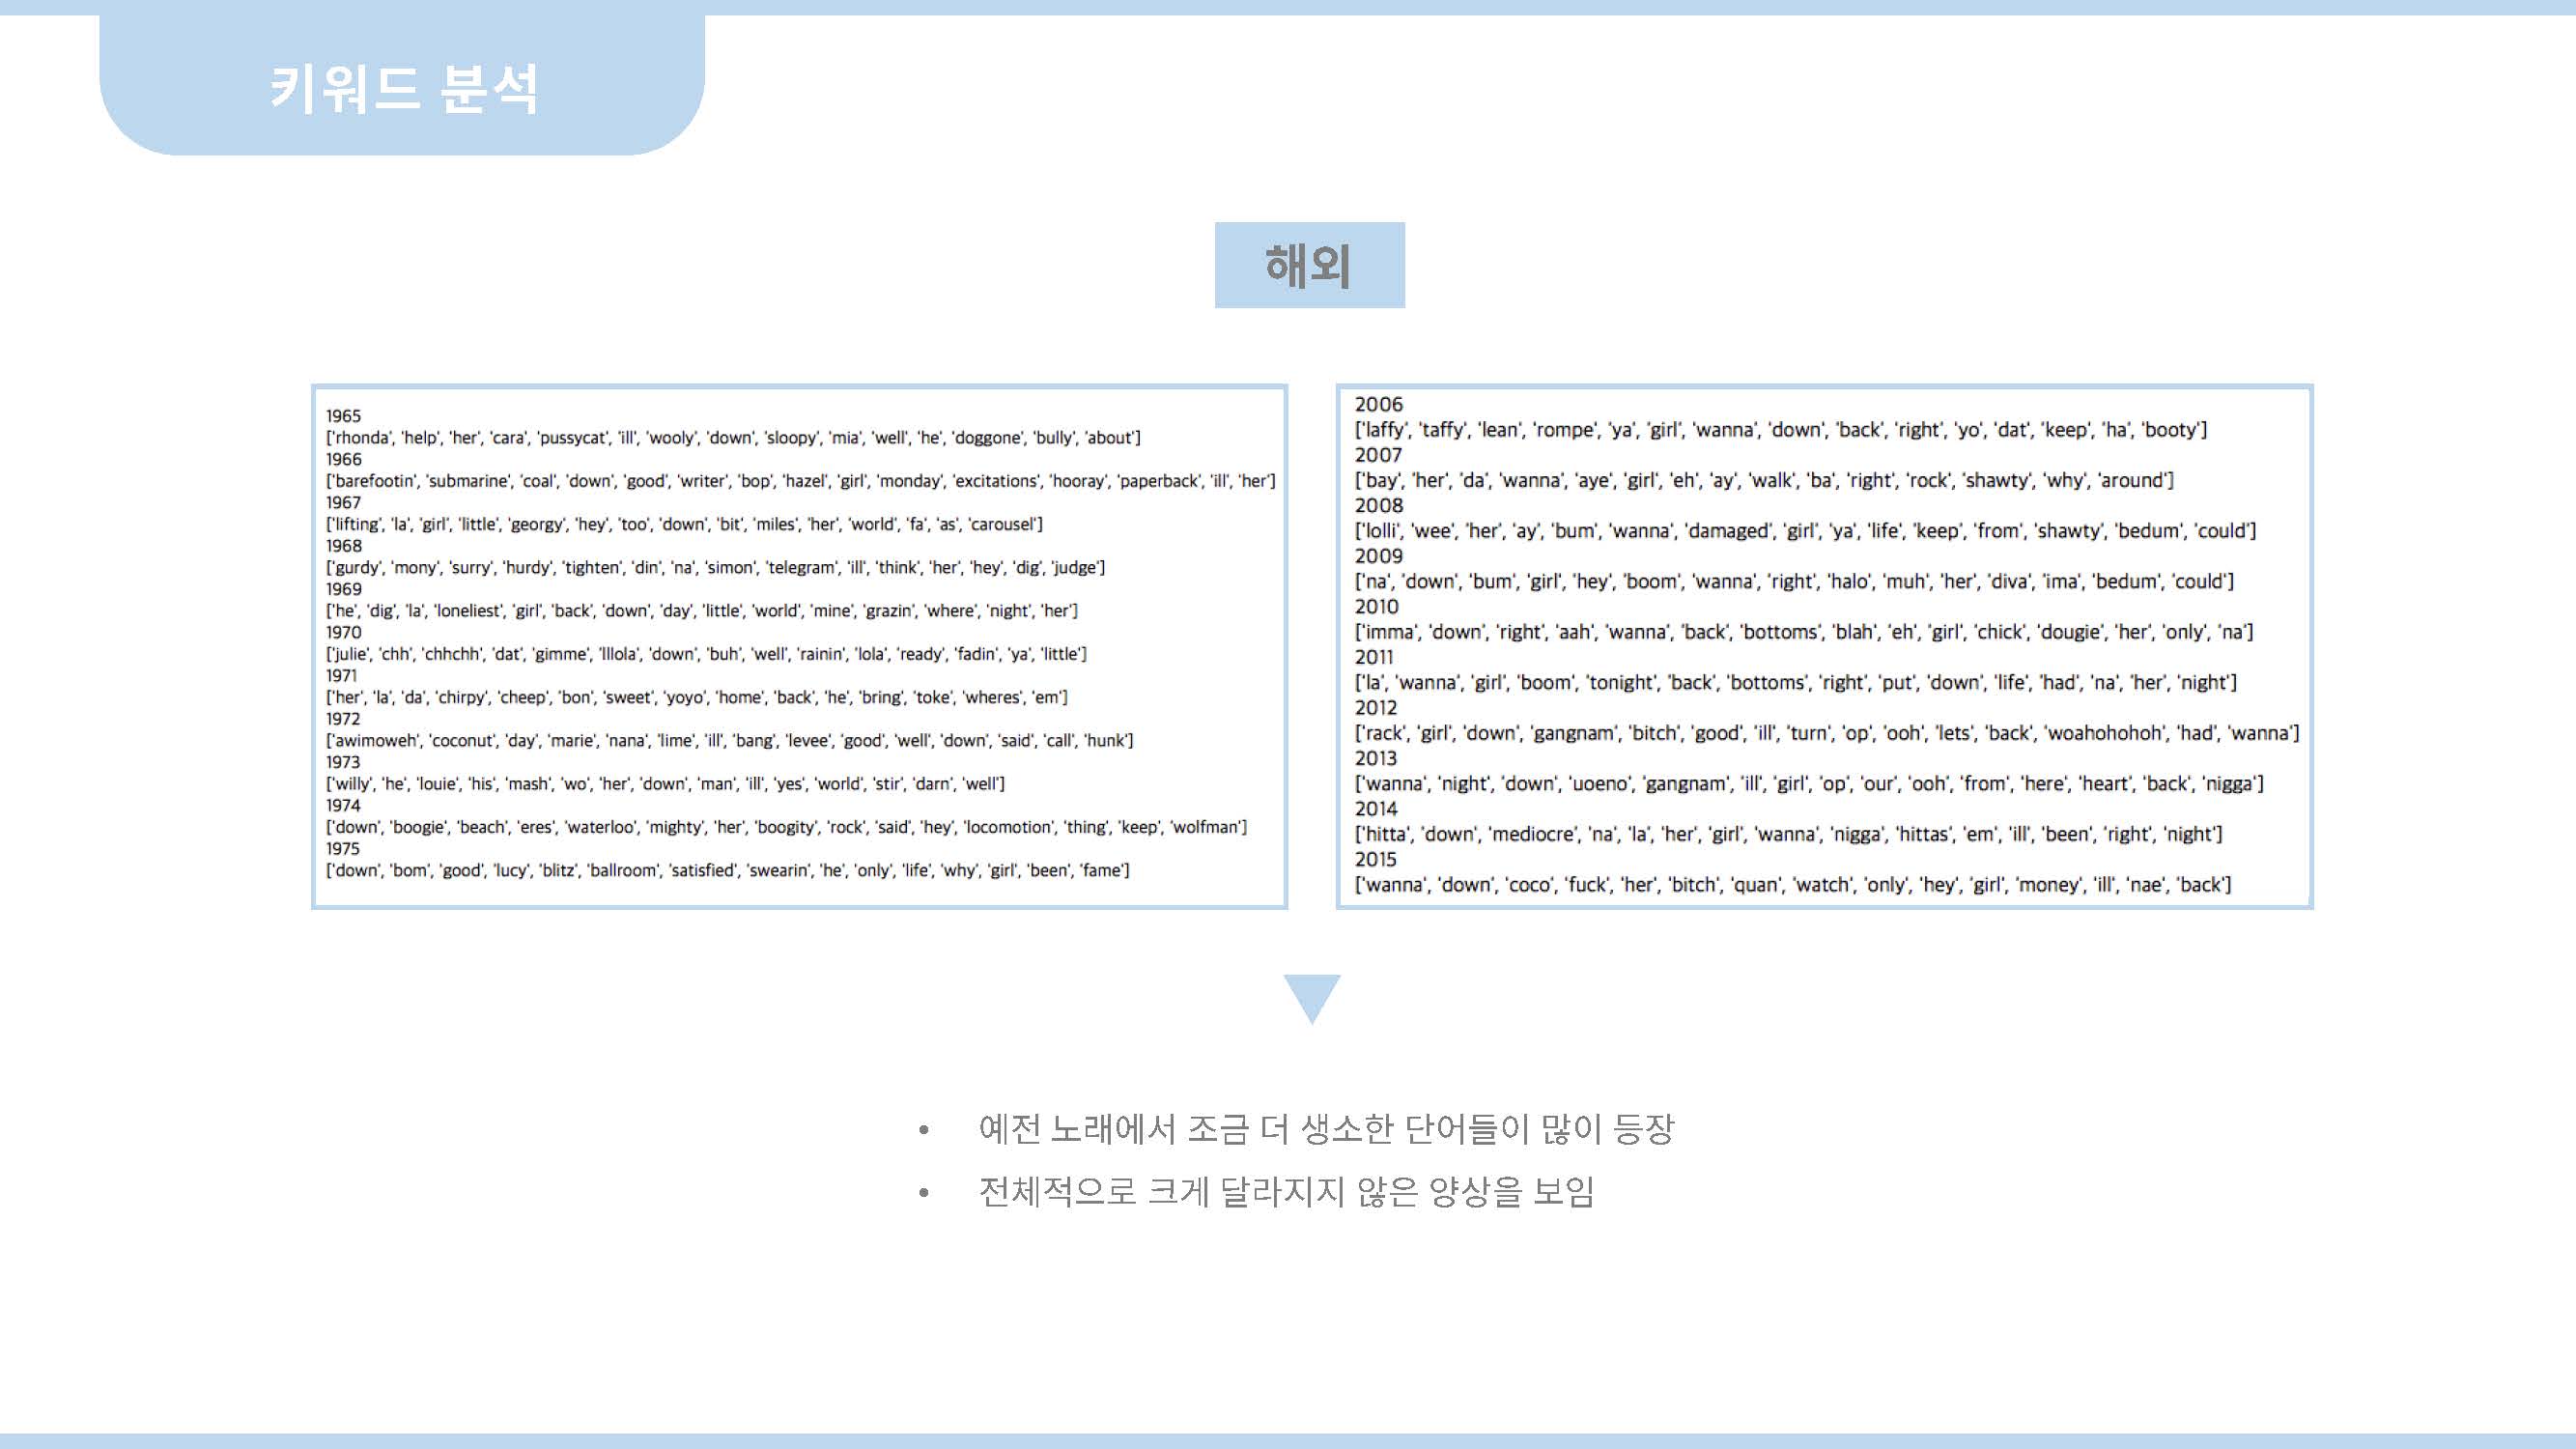 키워드 분석
해외
1965
['rhonda', 'help', 'her', 'cara', 'pussycat', 'ill', 'wooly', 'down', 'sloopy', 'mia', 'well', 'he', 'doggone', 'bully', 'about']
1966
['barefootin', 'submarine', 'coal', 'down', 'good', 'writer', 'bop', 'hazel', 'girl', 'monday', 'excitations', 'hooray', 'paperback', 'ill', 'her']
1967
['lifting', 'la', 'girl', 'little', 'georgy', 'hey', 'too', 'down', 'bit', 'miles', 'her', 'world', 'fa', 'as', 'carousel']
1968
['gurdy', 'mony', 'surry', 'hurdy', 'tighten', 'din', 'na', 'simon', 'telegram', 'ill', 'think', 'her', 'hey', 'dig', 'judge']
1969
['he', 'dig', 'la', 'loneliest', 'girl', 'back', 'down', 'day', 'little', 'world', 'mine', 'grazin', 'where', 'night', 'her']
1970
['julie', 'chh', 'chhchh', 'dat', 'gimme', 'lllola', 'down', 'buh', 'well', 'rainin', 'lola', 'ready', 'fadin', 'ya', 'little']
1971
['her', 'la', 'da', 'chirpy', 'cheep', 'bon', 'sweet', 'yoyo', 'home', 'back', 'he', 'bring', 'toke', 'wheres', 'em']
1972
['awimoweh', 'coconut', 'day', 'marie', 'nana', 'lime', 'ill', 'bang', 'levee', 'good', 'well', 'down', 'said', 'call', 'hunk']
1973
['willy', 'he', 'louie', 'his', 'mash', 'wo', 'her', 'down', 'man', 'ill', 'yes', 'world', 'stir', 'darn', 'well']
1974
['down', 'boogie', 'beach', 'eres', 'waterloo', 'mighty', 'her', 'boogity', 'rock', 'said', 'hey', 'locomotion', 'thing', 'keep', 'wolfman']
1975
['down', 'bom', 'good', 'lucy', 'blitz', 'ballroom', 'satisfied', 'swearin', 'he', 'only', 'life', 'why', 'girl', 'been', 'fame']
2006
['laffy', 'taffy', 'lean', 'rompe', 'ya', 'girl', 'wanna', 'down', 'back', 'right', 'yo', 'dat', 'keep', 'ha', 'booty']
2007
['bay', 'her', 'da', 'wanna', 'aye', 'girl', 'eh', 'ay', 'walk', 'ba', 'right', 'rock', 'shawty', 'why', 'around']
2008
['lolli', 'wee', 'her', 'ay', 'bum', 'wanna', 'damaged', 'girl', 'ya', 'life', 'keep', 'from', 'shawty', 'bedum', 'could']
2009
['na', 'down', 'bum', 'girl', 'hey', 'boom', 'wanna', 'right', 'halo', 'muh', 'her', 'diva', 'ima', 'bedum', 'could']
2010
['imma', 'down', 'right', 'aah', 'wanna', 'back', 'bottoms', 'blah', 'eh', 'girl', 'chick', 'dougie', 'her', 'only', 'na']
2011
['la', 'wanna', 'girl', 'boom', 'tonight', 'back', 'bottoms', 'right', 'put', 'down', 'life', 'had', 'na', 'her', 'night']
2012
['rack', 'girl', 'down', 'gangnam', 'bitch', 'good', 'ill', 'turn', 'op', 'ooh', 'lets', 'back', 'woahohohoh', 'had', 'wanna']
2013
['wanna', 'night', 'down', 'uoeno', 'gangnam', 'ill', 'girl', 'op', 'our', 'ooh', 'from', 'here', 'heart', 'back', 'nigga']
2014
['hitta', 'down', 'mediocre', 'na', 'la', 'her', 'girl', 'wanna', 'nigga', 'hittas', 'em', 'ill', 'been', 'right', 'night']
2015
['wanna', 'down', 'coco', 'fuck', 'her', 'bitch', 'quan', 'watch', 'only', 'hey', 'girl', 'money', 'ill', 'nae', 'back']
• 예전 노래에서 조금 더 생소한 단어들이 많이 등장
• 전체적으로 크게 달라지지 않은 양상을 보임